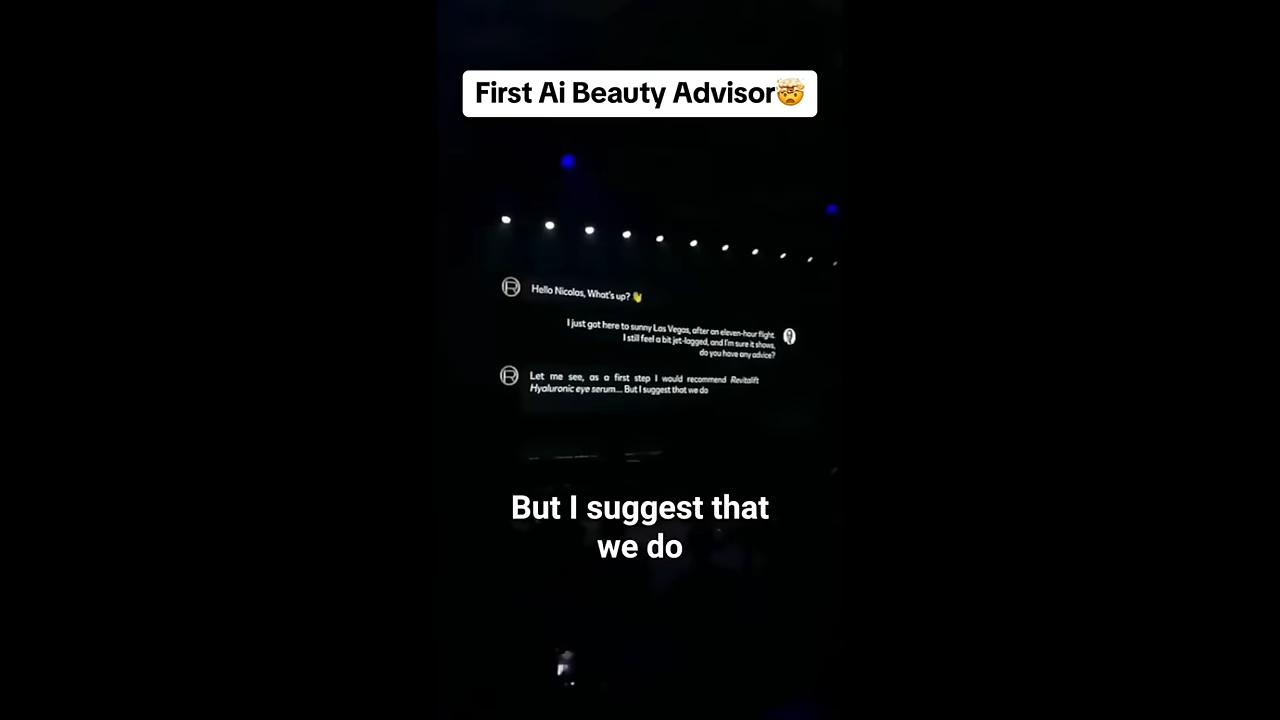 First Ai Beauty Advisor🤯
Hello Nicolas, What's up? 👋
I just got here to sunny Las Vegas, after an eleven-hour flight.
I still feel a bit jet-lagged, and I'm sure it shows,
do you have any advice?
Let me see, as a first step I would recommend Revitalift
Hyaluronic eye serum... But I suggest that we do
But I suggest that
we do